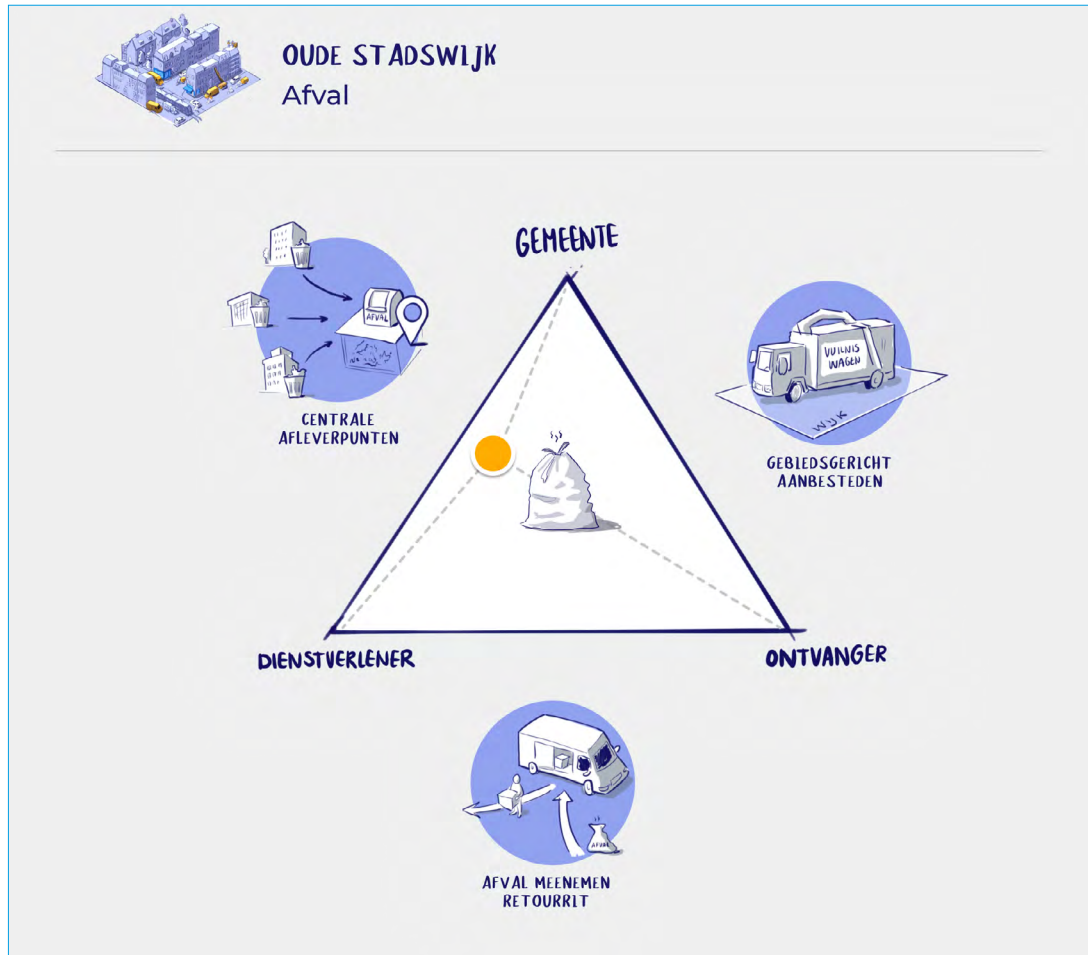 OUDE STADSWIJK
Afval
GEMEENTE
AFVAL
CENTRALE
AFLEVERPUNTEN
VUILNIS
WAGEN
WIJK
GEBIEDSGERICHT
AANBESTEDEN
DIENSTVERLENER
ONTVANGER
AFVAL
AFVAL MEENEMEN
RETOURRIT